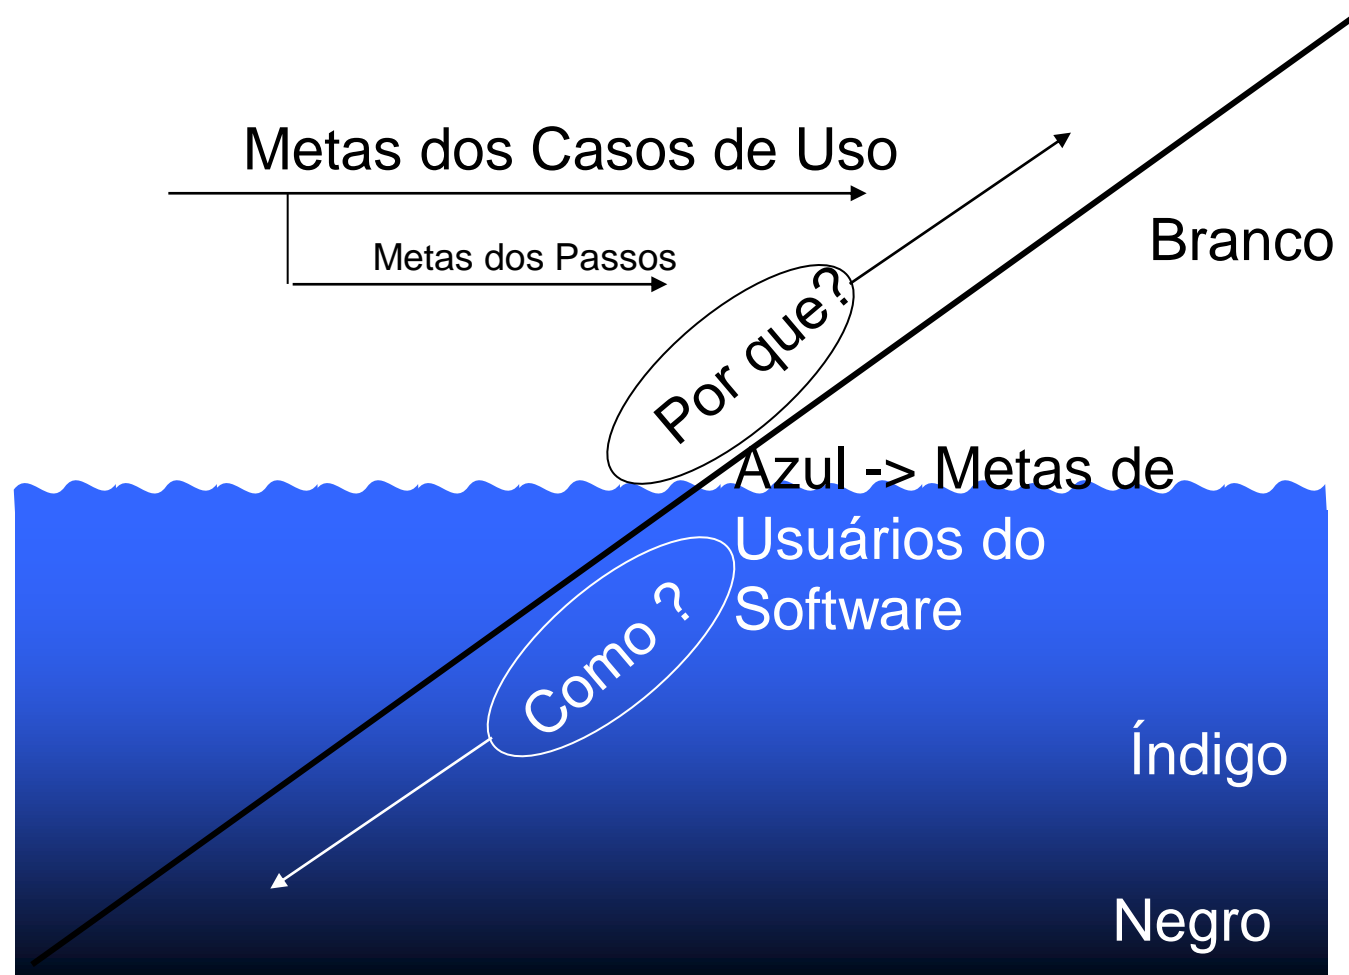 Metas dos Casos de Uso
Branco
Metas dos Passos
Por que?
Azul -> Metas de
Usuários do
Software
Como ?
Índigo
Negro